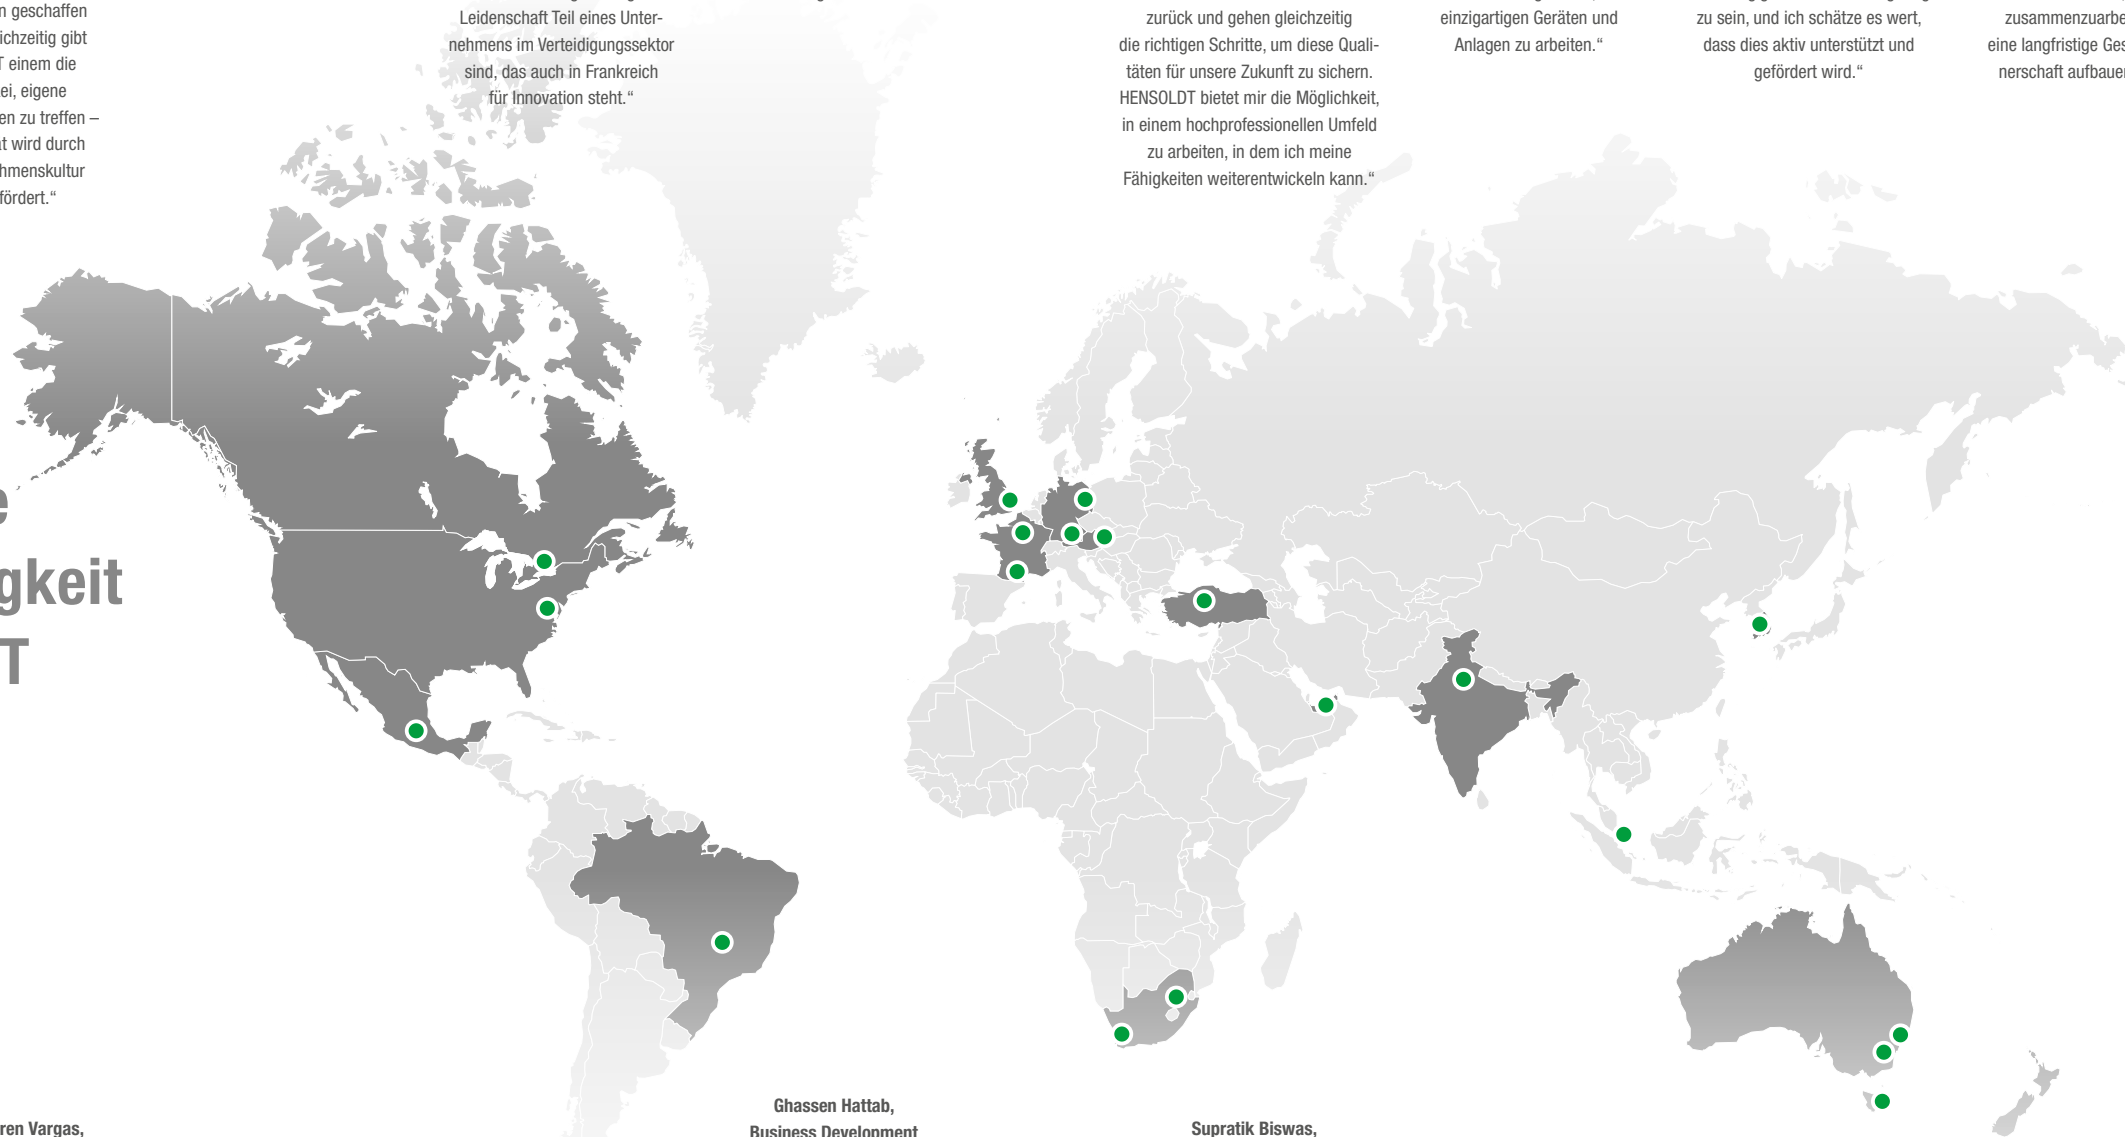 n geschaffen
ichzeitig gibt
T einem die
ei, eigene
en zu treffen –
ät wird durch
hmenskultur
fördert.“
Leidenschaft Teil eines Unter-
nehmens im Verteidigungssektor
sind, das auch in Frankreich
für Innovation steht.“
zurück und gehen gleichzeitig
die richtigen Schritte, um diese Quali-
täten für unsere Zukunft zu sichern.
HENSOLDT bietet mir die Möglichkeit,
in einem hochprofessionellen Umfeld
zu arbeiten, in dem ich meine
Fähigkeiten weiterentwickeln kann.“
einzigartigen Geräten und
Anlagen zu arbeiten.“
zu sein, und ich schätze es wert,
dass dies aktiv unterstützt und
gefördert wird.“
zusammenzuarbe
eine langfristige Ges
nerschaft aufbaue
e
gkeit
T
ren Vargas,
Ghassen Hattab,
Business Development
Supratik Biswas,